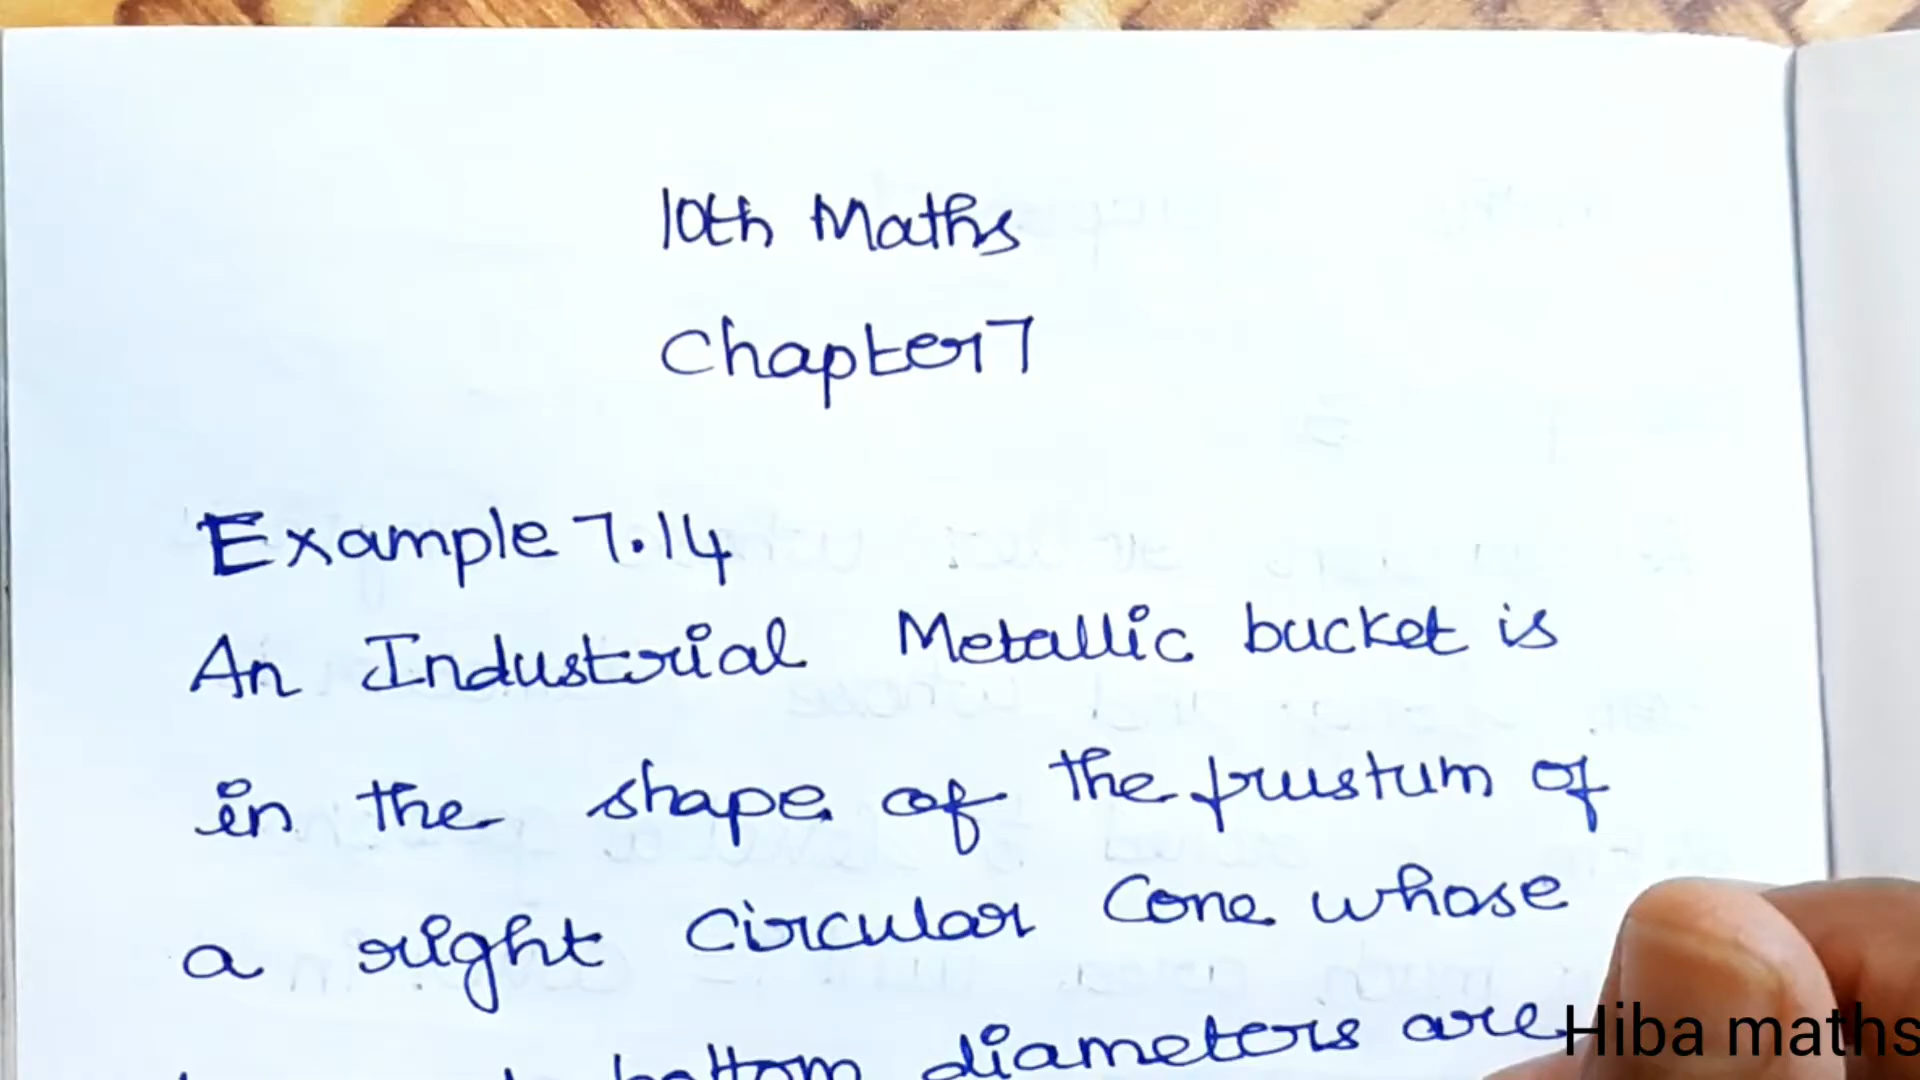 10th Maths
Chapter 7
Example 7.14
An Industrial Metallic bucket is
in the shape of the frustum of
a right Circular Cone whose
bottom diameters are
Hiba maths